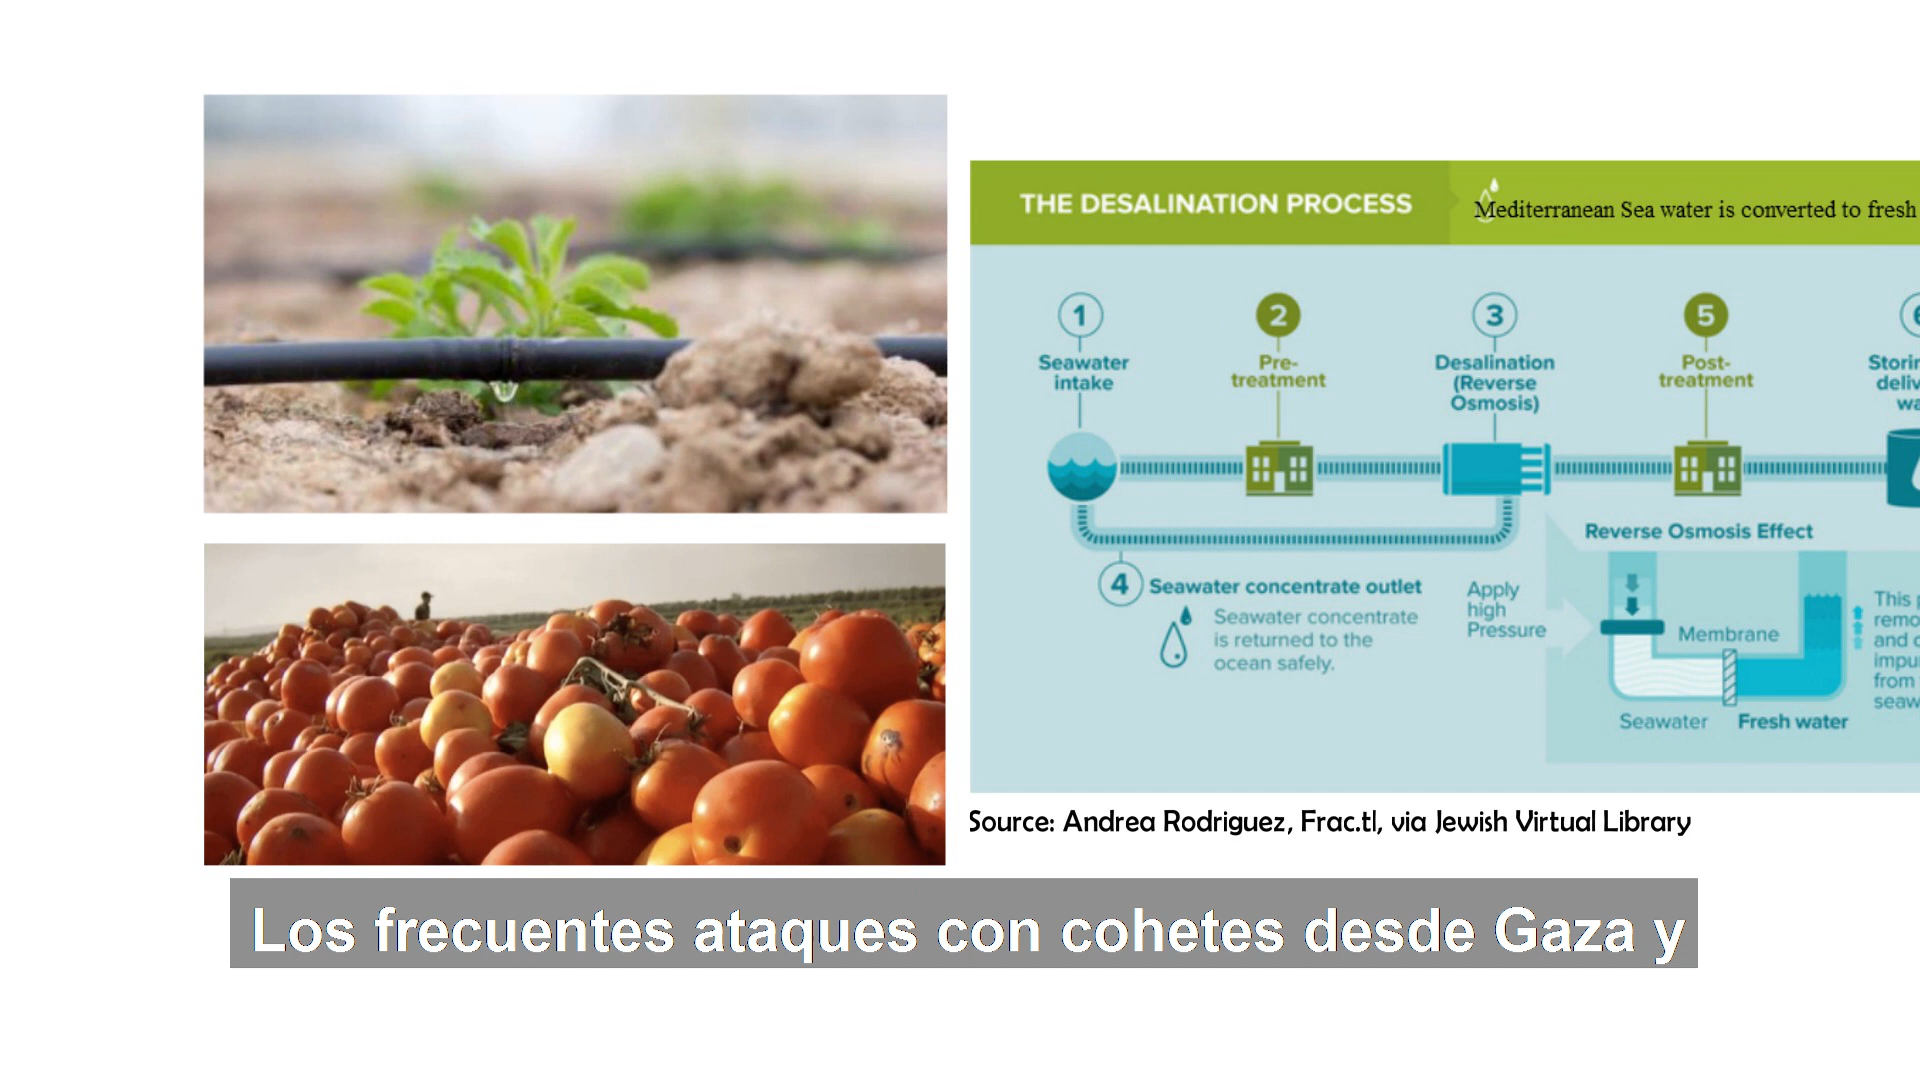 THE DESALINATION PROCESS
Mediterranean Sea water is converted to fresh
1
2
3
5
Seawater
intake
Pre-
treatment
Desalination
(Reverse
Osmosis)
Post-
treatment
Reverse Osmosis Effect
4
Seawater concentrate outlet
Seawater concentrate
is returned to the
ocean safely.
Apply
high
Pressure
Membrane
This
and
from
Seawater
Fresh water
Source: Andrea Rodriguez, Frac.tl, via Jewish Virtual Library
Los frecuentes ataques con cohetes desde Gaza y